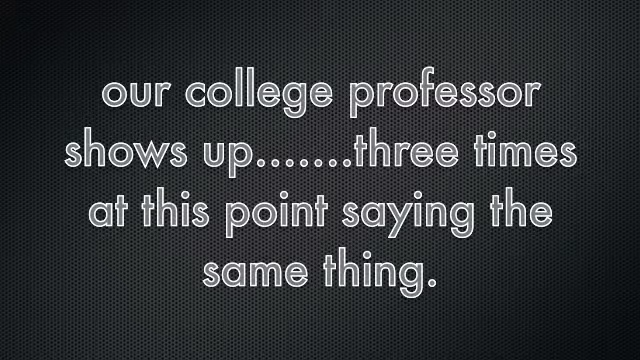 our college professor
shows up.......three times
at this point saying the
same thing.